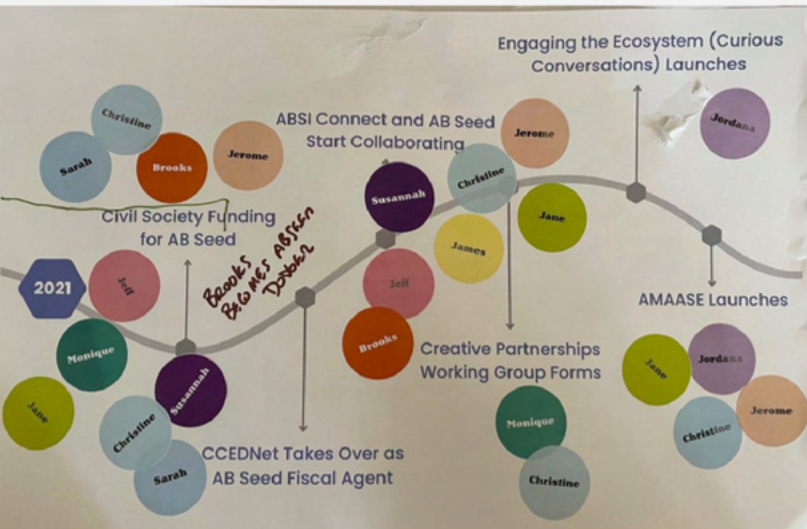 Engaging the Ecosystem (Curious
Conversations) Launches
Christine
Sarah
Brooks
Jerome
ABSI Connect and AB Seed
Start Collaborating
Jerome
Jordana
Susannah
Christine
Jane
James
Civil Society Funding
for AB Seed
BROOKS
BECOMES ABSEED
DONOR
2021
Jeff
Jeff
AMAASE Launches
Monique
Brooks
Creative Partnerships
Working Group Forms
Jane
Jordana
Jane
Susannah
Christine
Sarah
Monique
Christine
Jerome
Christine
CCEDNet Takes Over as
AB Seed Fiscal Agent